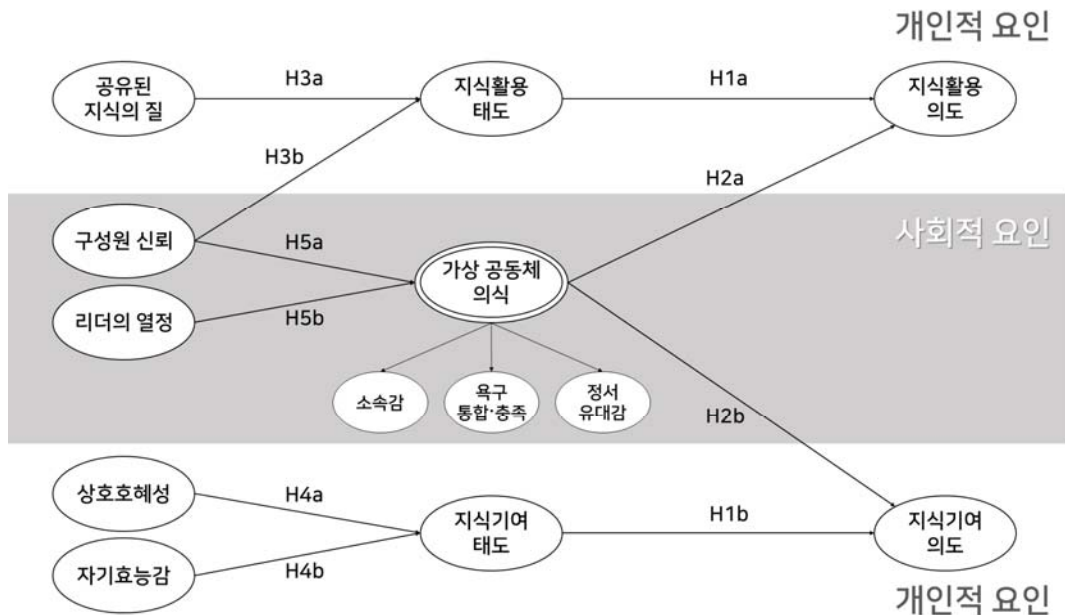 개인적 요인
공유된
지식의 질
H3a
지식활용
태도
H1a
지식활용
의도
H3b
H2a
사회적 요인
구성원 신뢰
H5a
가상 공동체
의식
리더의 열정
H5b
소속감
욕구
통합·충족
정서
유대감
H2b
상호호혜성
H4a
지식기여
태도
H1b
지식기여
의도
자기효능감
H4b
개인적 요인